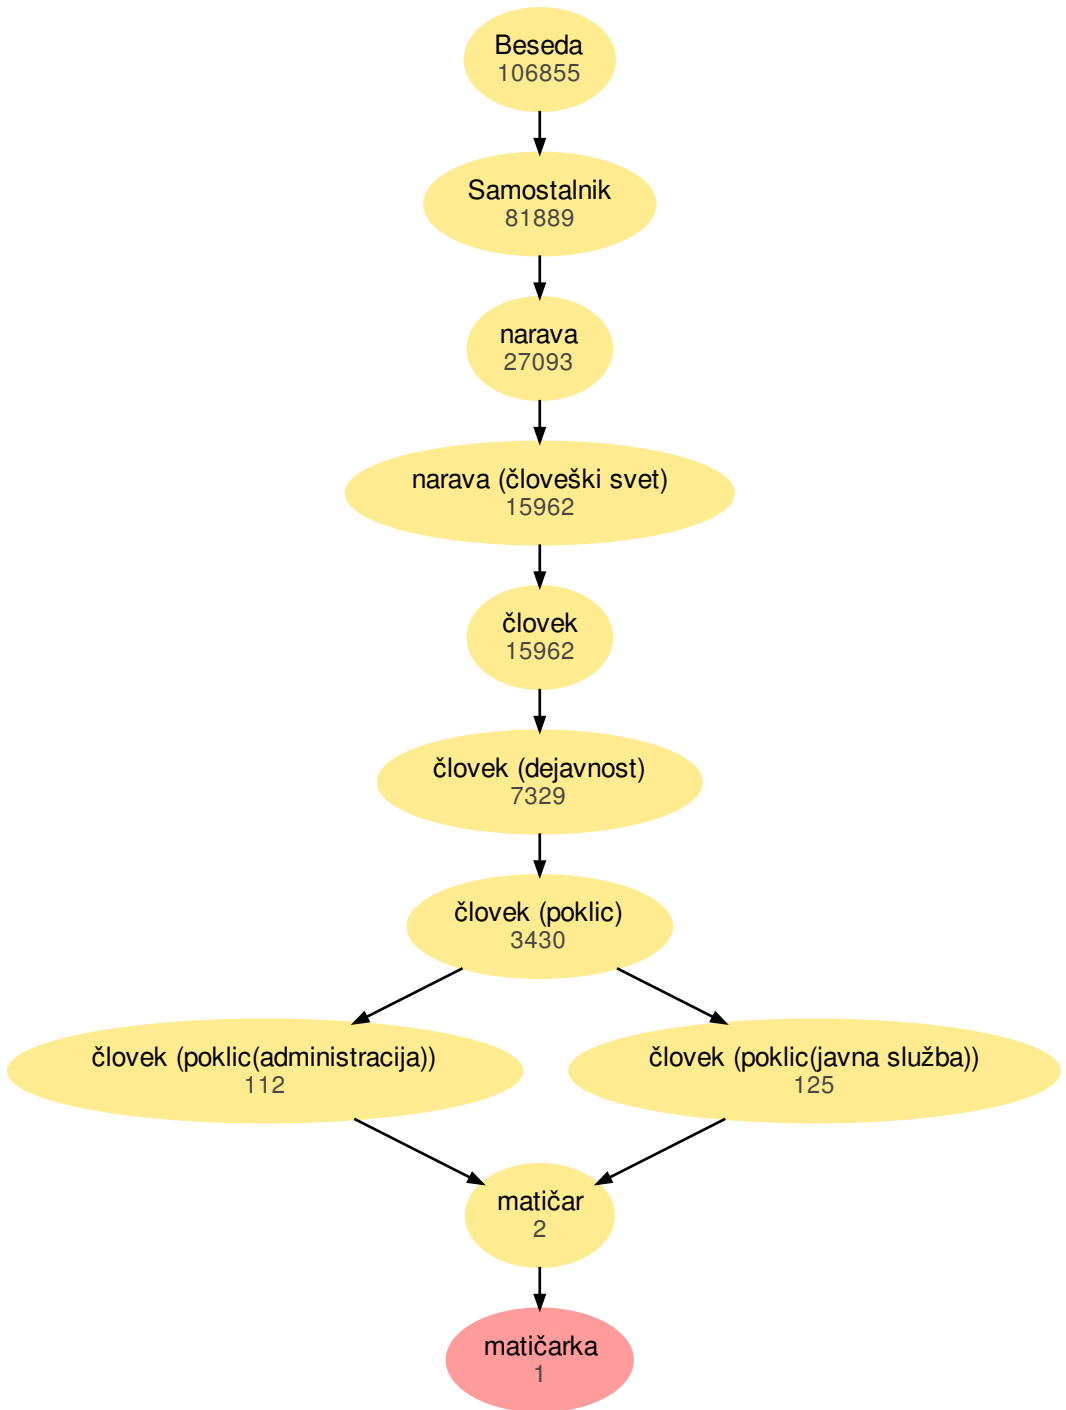 Beseda
106855
Samostalnik
81889
narava
27093
narava (človeški svet)
15962
človek
15962
človek (dejavnost)
7329
človek (poklic)
3430
človek (poklic(administracija))
112
človek (poklic(javna služba))
125
matičar
2
matičarka
1